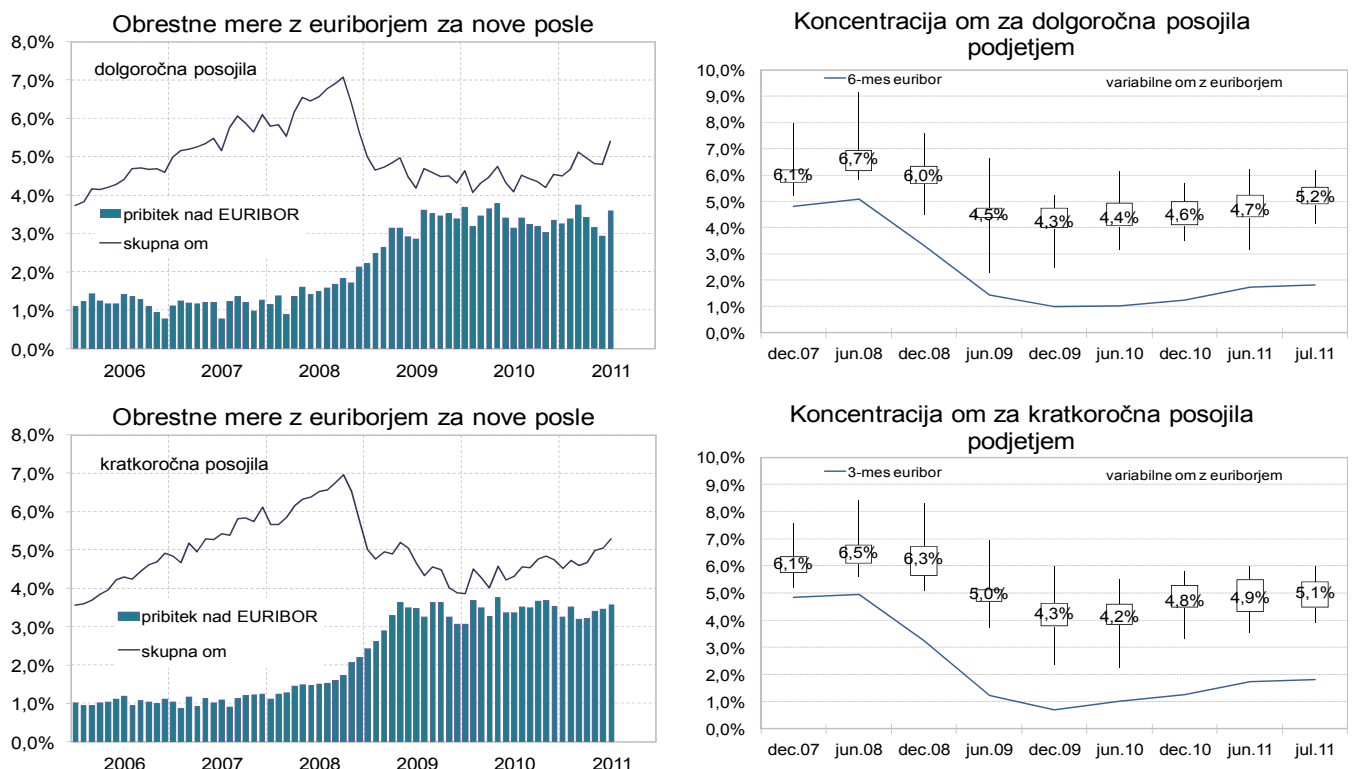 Obrestne mere z euriborjem za nove posle
8,0%
7,0%
6,0%
5,0%
4,0%
3,0%
2,0%
1,0%
0,0%
dolgoročna posojila
pribitek nad EURIBOR
skupna om
2006 2007 2008 2009 2010 2011
Koncentracija om za dolgoročna posojila
podjetjem
10,0%
9,0%
8,0%
7,0%
6,0%
5,0%
4,0%
3,0%
2,0%
1,0%
0,0%
6-mes euribor
variabilne om z euriborjem
6,1% 6,7% 6,0% 4,5% 4,3% 4,4% 4,6% 4,7% 5,2%
dec.07 jun.08 dec.08 jun.09 dec.09 jun.10 dec.10 jun.11 jul.11
Obrestne mere z euriborjem za nove posle
8,0%
7,0%
6,0%
5,0%
4,0%
3,0%
2,0%
1,0%
0,0%
kratkoročna posojila
pribitek nad EURIBOR
skupna om
2006 2007 2008 2009 2010 2011
Koncentracija om za kratkoročna posojila
podjetjem
10,0%
9,0%
8,0%
7,0%
6,0%
5,0%
4,0%
3,0%
2,0%
1,0%
0,0%
3-mes euribor
variabilne om z euriborjem
6,1% 6,5% 6,3% 5,0% 4,3% 4,2% 4,8% 4,9% 5,1%
dec.07 jun.08 dec.08 jun.09 dec.09 jun.10 dec.10 jun.11 jul.11